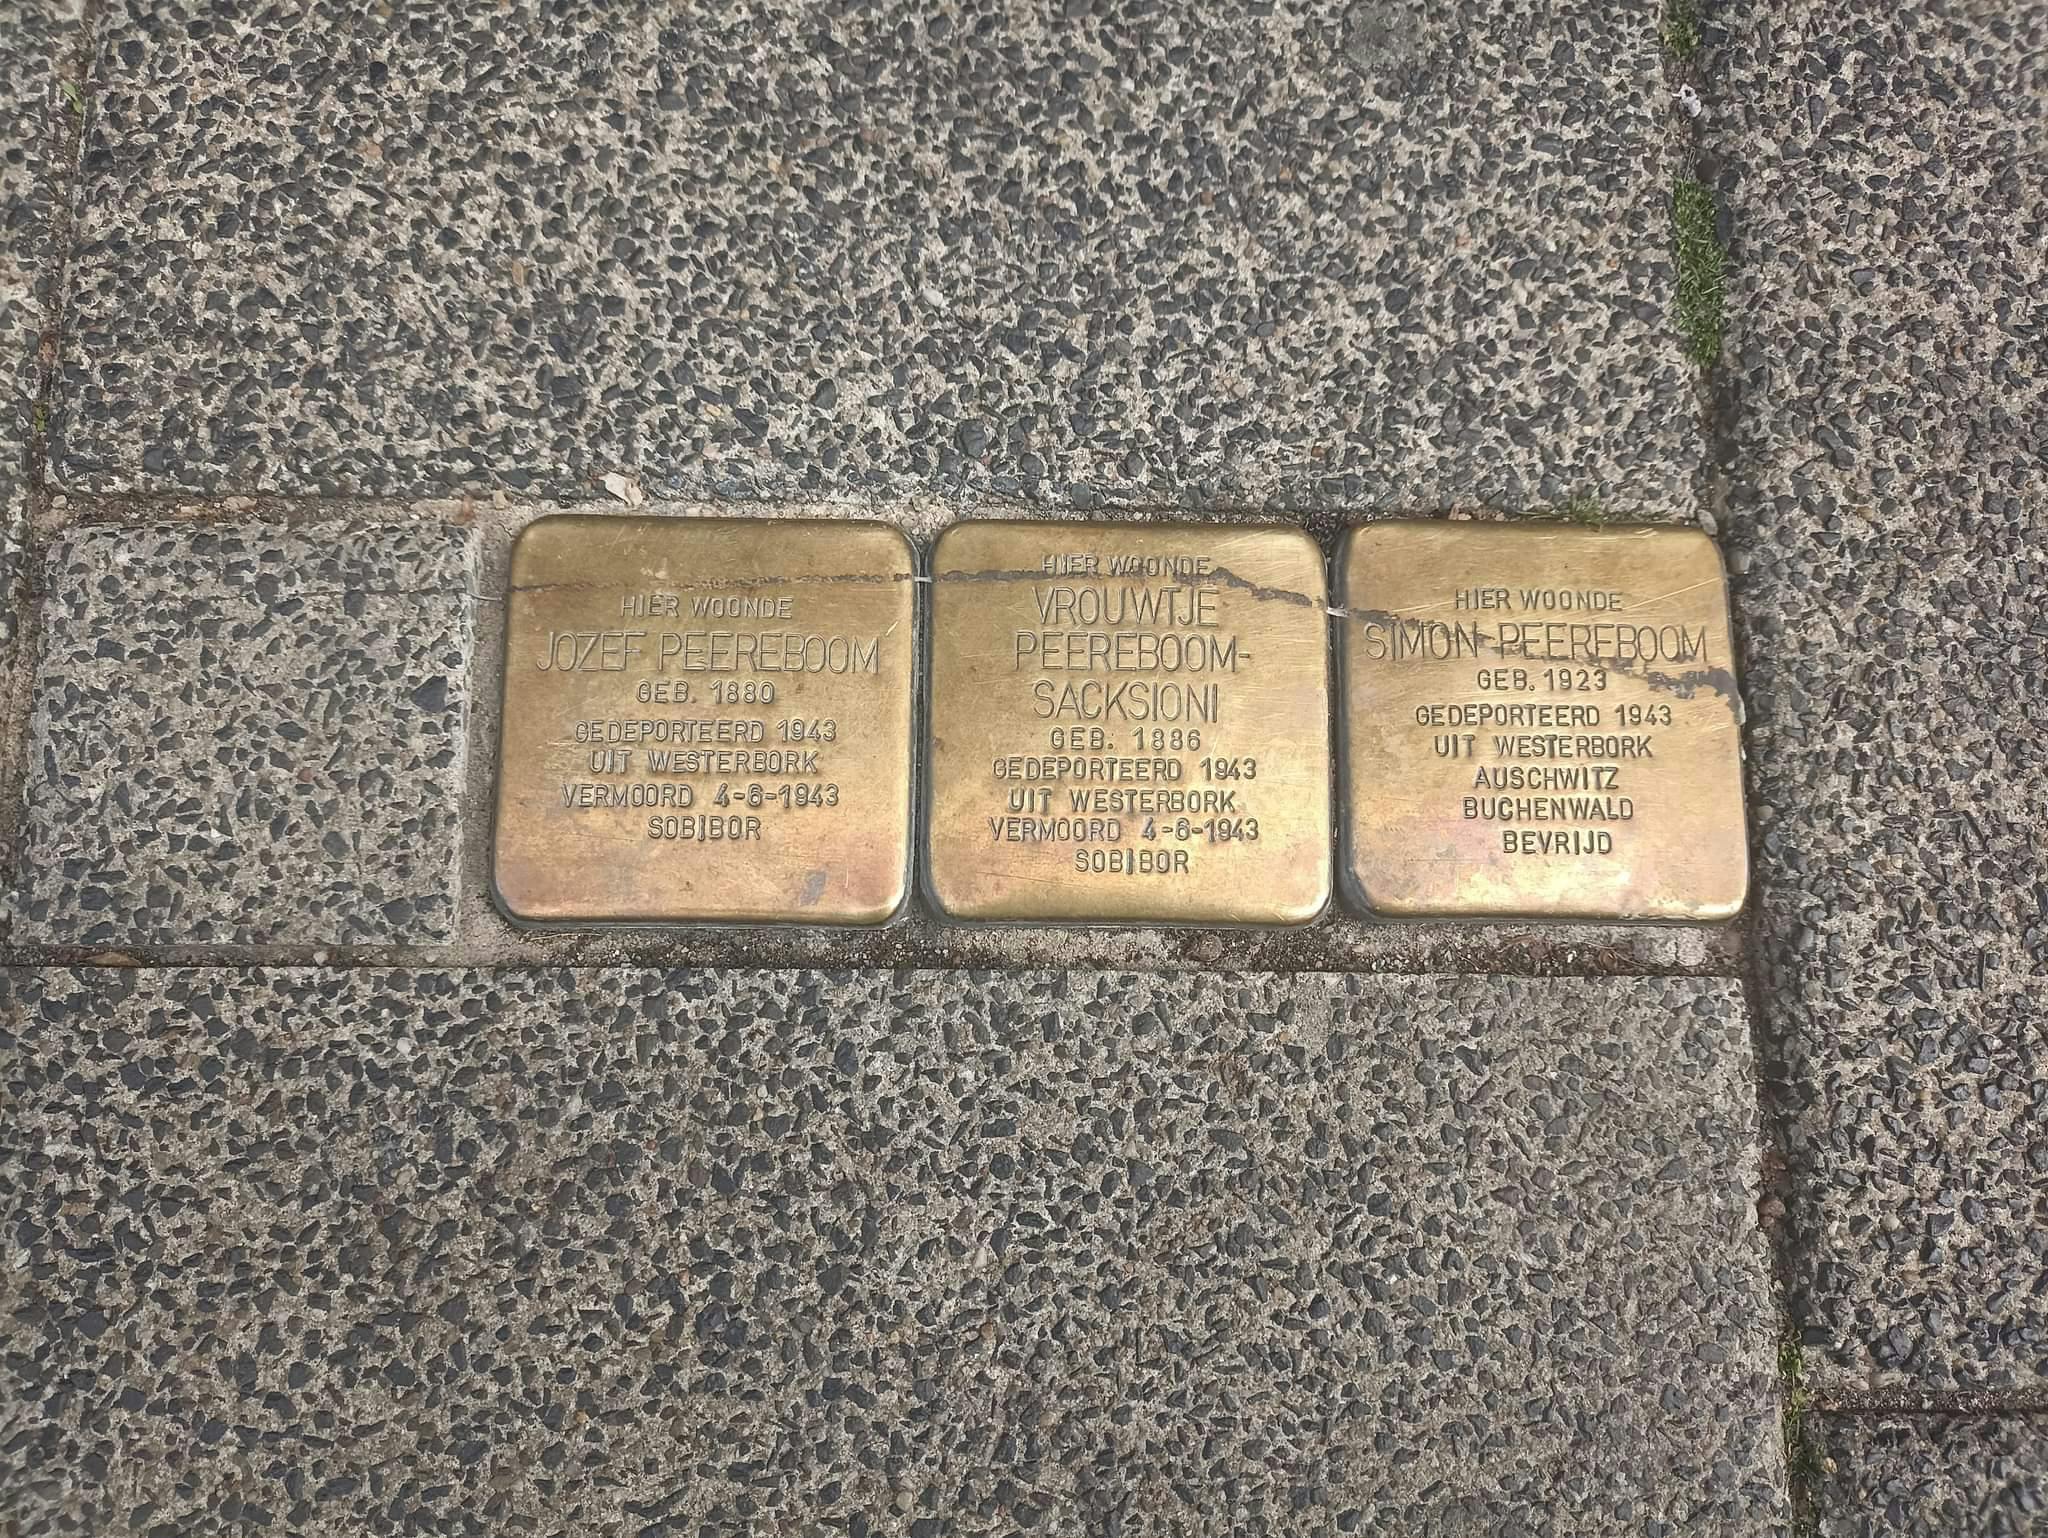 HIER WOONDE
JOZEF PEEREBOOM
GEB. 1880
GEDEPORTEERD 1943
UIT WESTERBORK
VERMOORD 4-6-1943
SOBIBOR
HIER WOONDE
VROUWTJE
PEEREBOOM-
SACKSIONI
GEB. 1886
GEDEPORTEERD 1943
UIT WESTERBORK
VERMOORD 4-6-1943
SOBIBOR
HIER WOONDE
SIMON PEEREBOOM
GEB. 1923
GEDEPORTEERD 1943
UIT WESTERBORK
AUSCHWITZ
BUCHENWALD
BEVRIJD